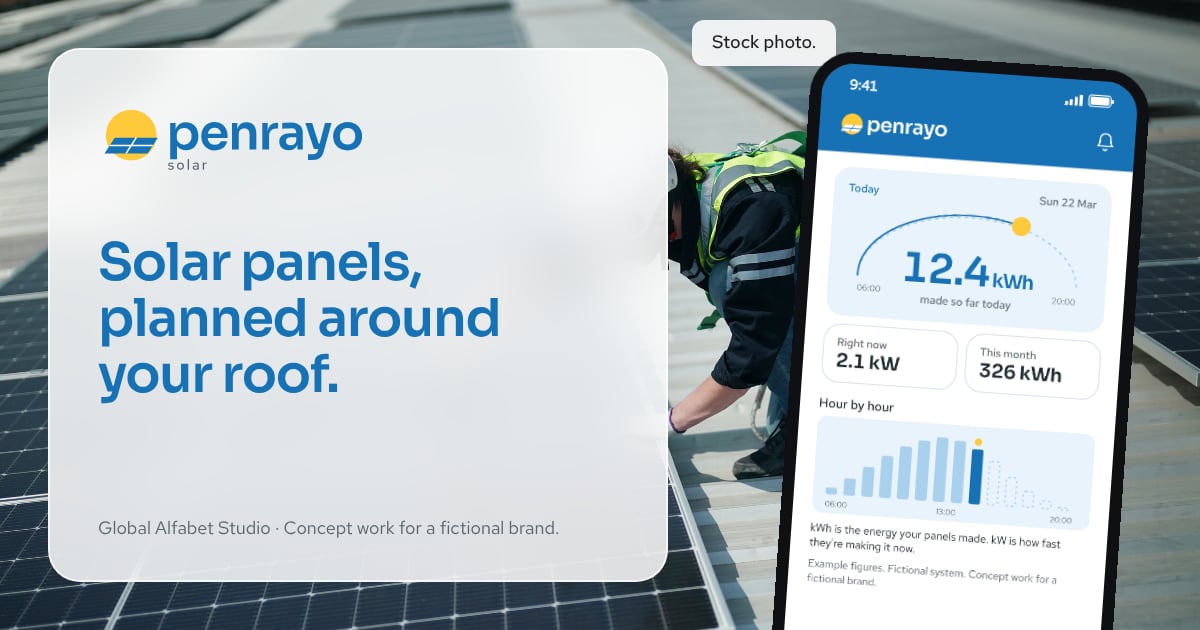 Stock photo.
penrayo
solar
Solar panels,
planned around
your roof.
Global Alfabet Studio · Concept work for a fictional brand.
9:41
penrayo
Today
Sun 22 Mar
12.4 kWh
06:00
20:00
made so far today
Right now
2.1 kW
This month
326 kWh
Hour by hour
06:00
13:00
20:00
kWh is the energy your panels made. kW is how fast
they're making it now.
Example figures. Fictional system. Concept work for a
fictional brand.